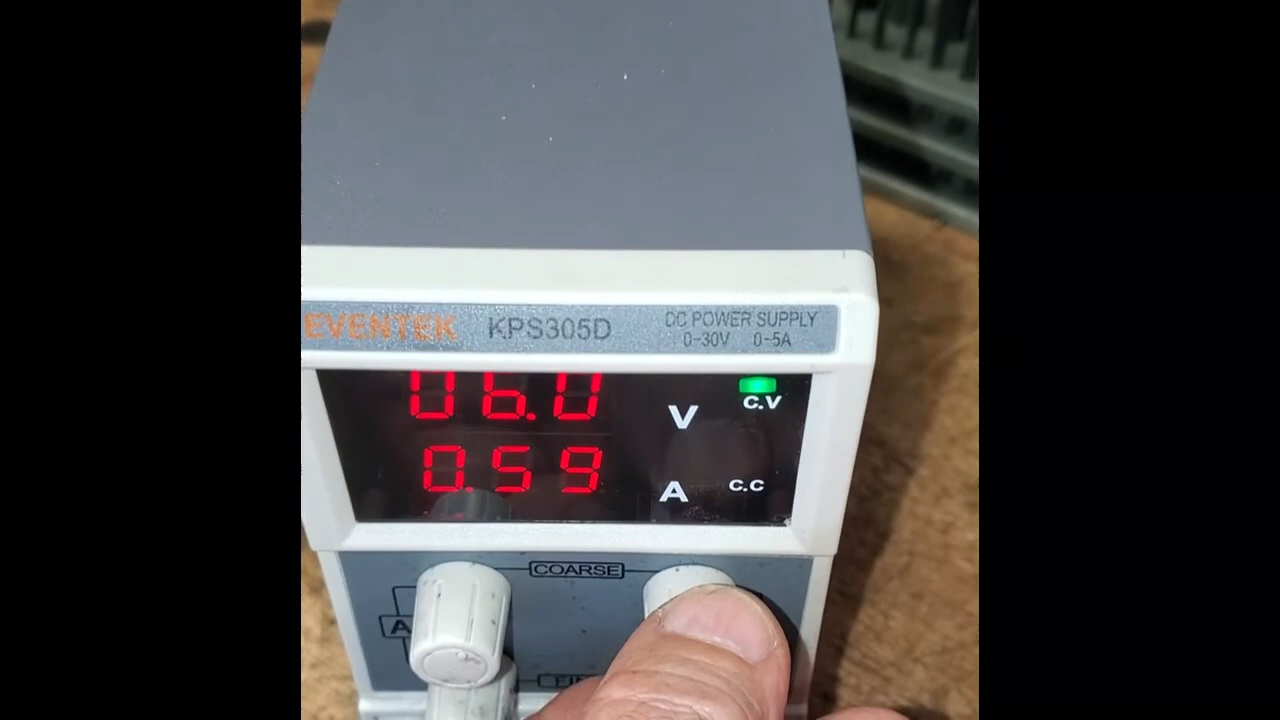 EVENTEK KPS305D DC POWER SUPPLY
0-30V 0-5A
06.0 V C.V
0.59 A C.C
COARSE
A